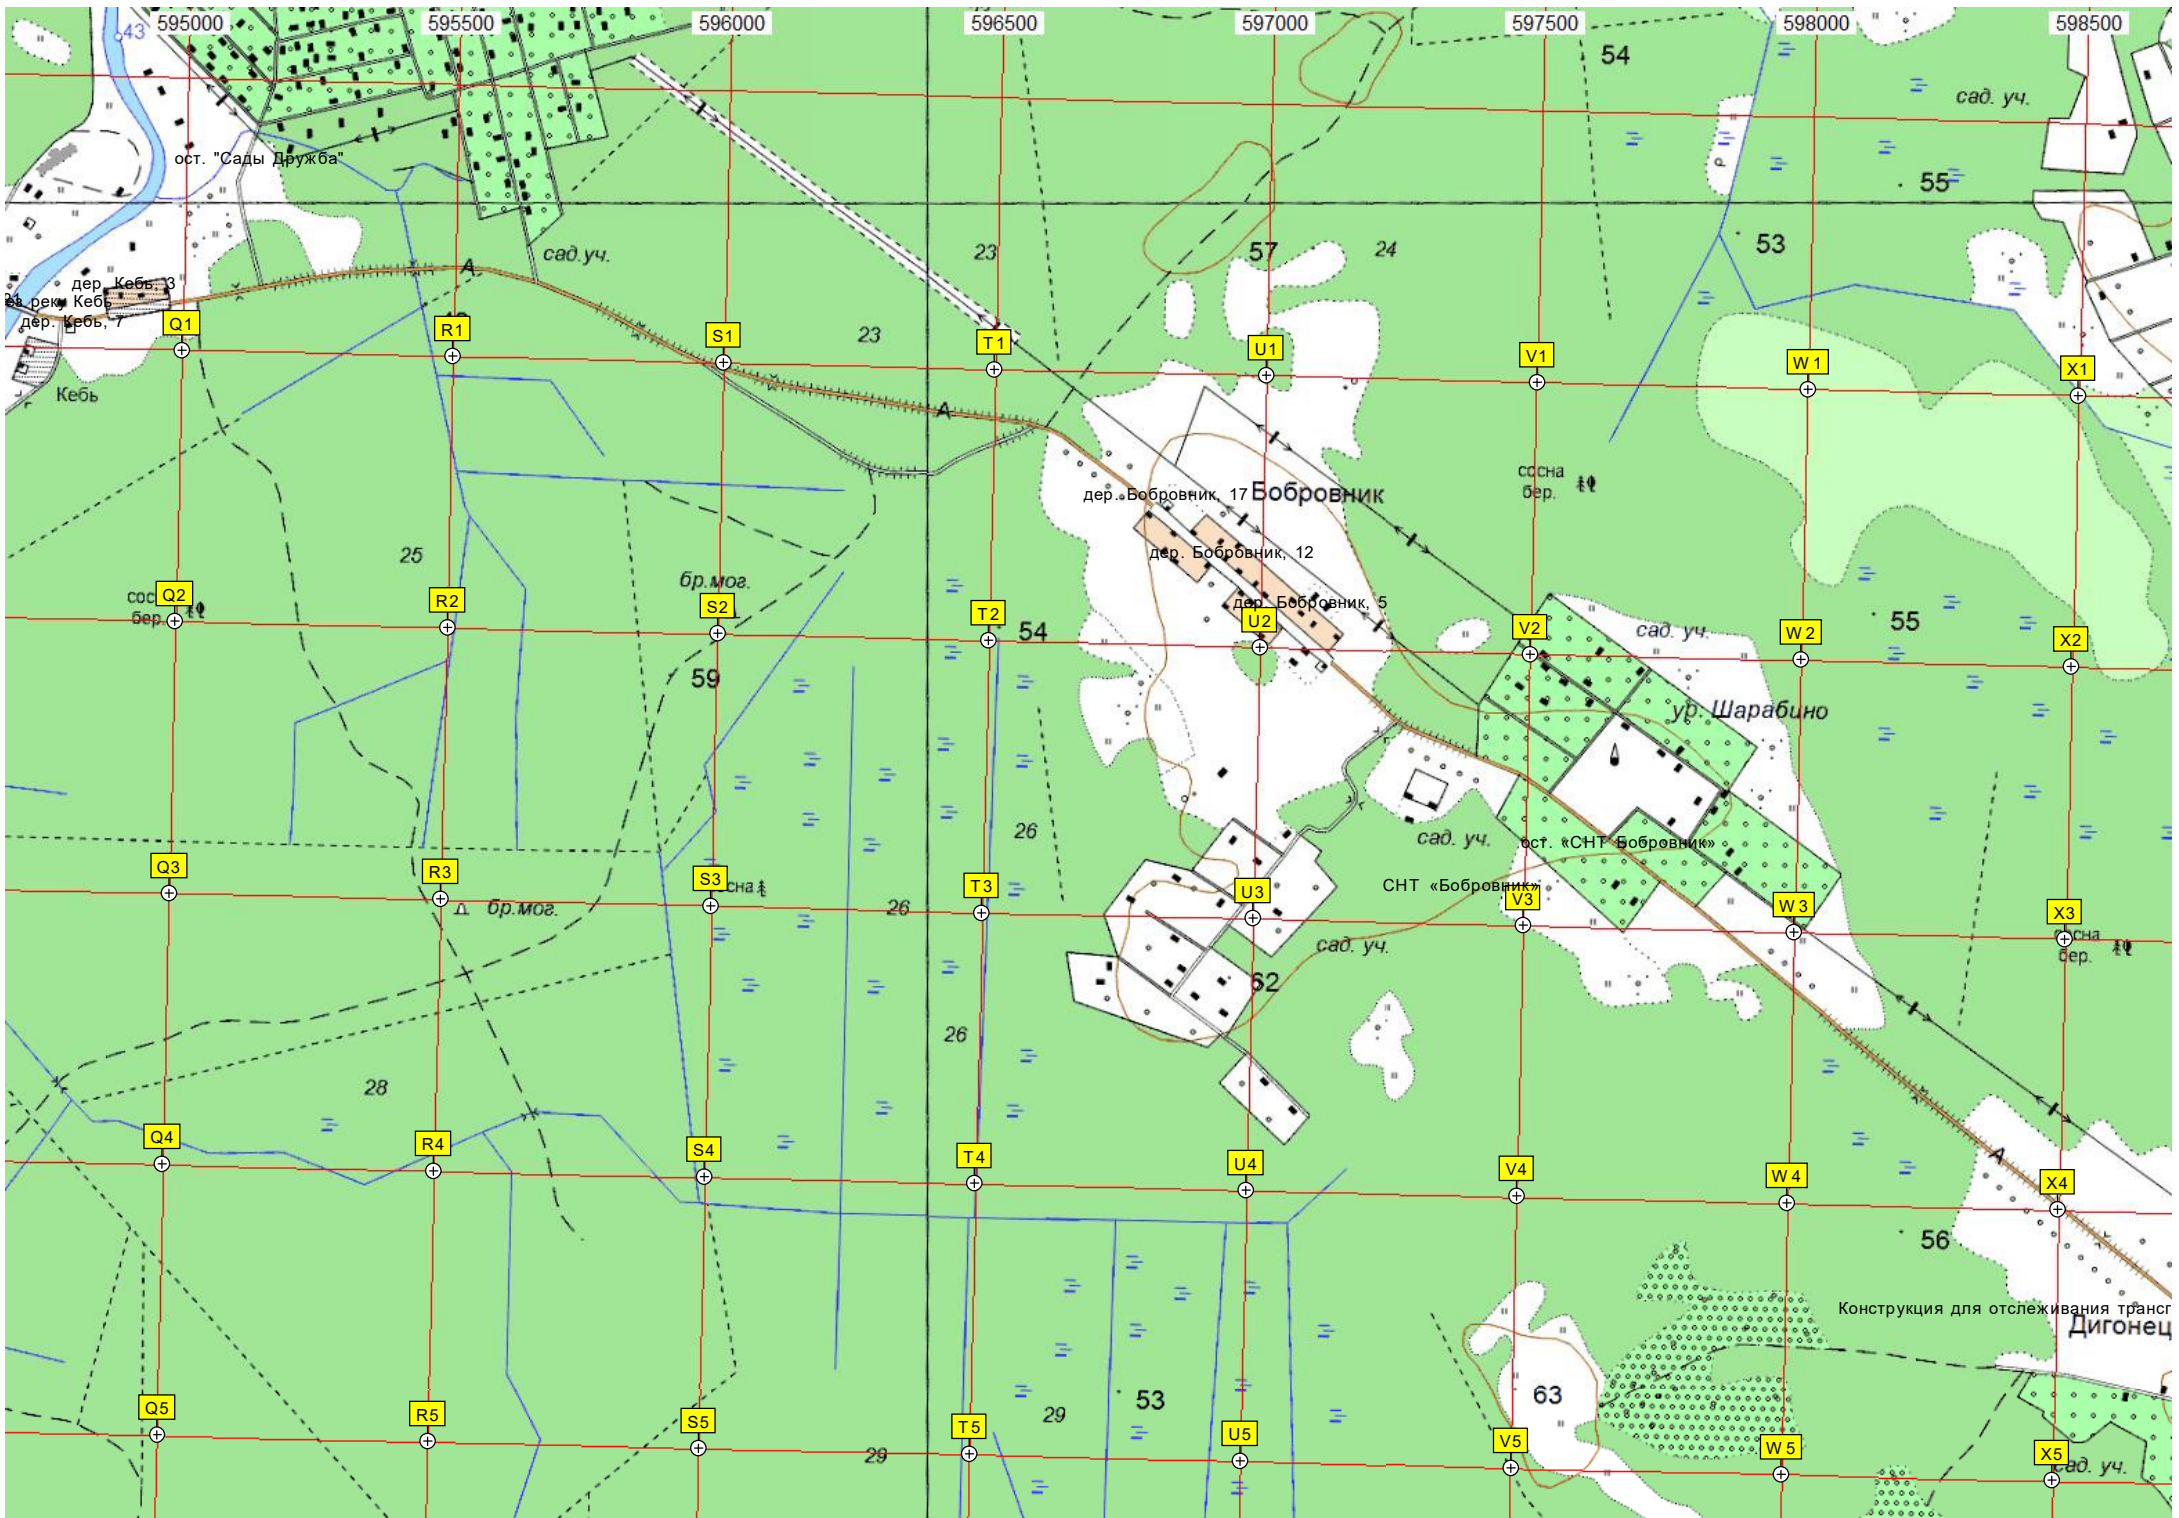 595000 595500 596000 596500 597000 597500 598000 598500
43
54
сад. уч.
ост. "Сады Дружба"
55
сад.уч.
А
23
57
24
53
дер. Кебь, 3
реку Кебь
дер. Кебь, 7
23
Q1 R1 S1 T1 U1 V1 W1 X1
Кебь
А
сосна
бер.
дер. Бобровник, 17
Бобровник
25
дер. Бобровник, 12
бр.мог.
дер. Бобровник, 5
бер.
Q2 R2 S2 T2 U2 V2 W2 X2
54
сад. уч.
55
59
ур. Шарабино
26
сад. уч.
ост. «СНТ Бобровник»
СНТ «Бобровник»
Q3 R3 S3 T3 U3 V3 W3 X3
бр.мог.
26
сад. уч.
бер.
62
26
28
А
Q4 R4 S4 T4 U4 V4 W4 X4
56
Конструкция для отслеживания трансп
Дигонец
53
63
29
Q5 R5 S5 T5 U5 V5 W5 X5
29
сад. уч.